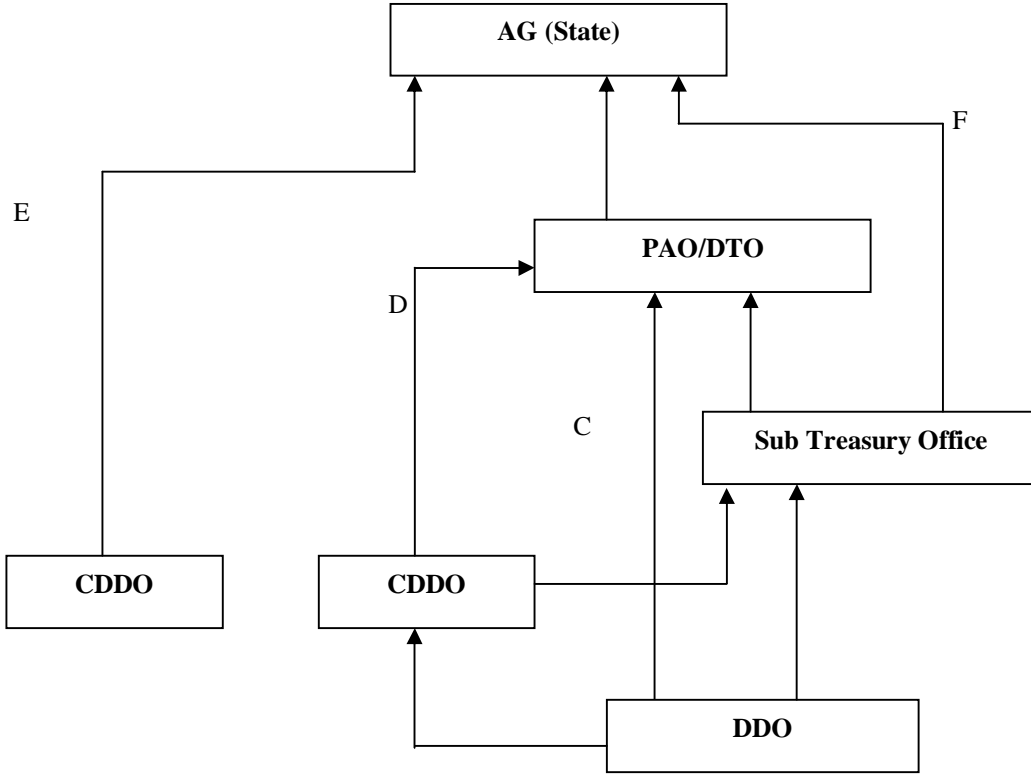 AG (State)
F
E
PAO/DTO
D
C
Sub Treasury Office
CDDO
CDDO
DDO